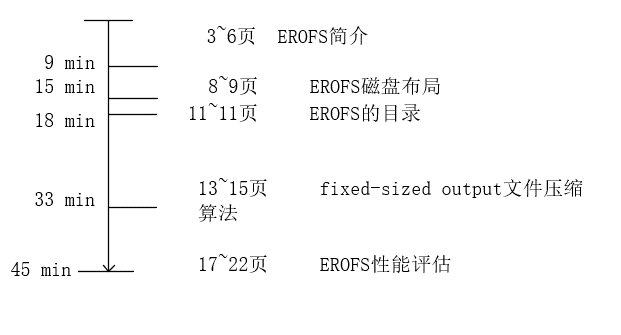 3~6页 EROFS简介
9 min
15 min 8~9页 EROFS磁盘布局
18 min 11~11页 EROFS的目录
33 min 13~15页 fixed-sized output文件压缩
算法
45 min 17~22页 EROFS性能评估